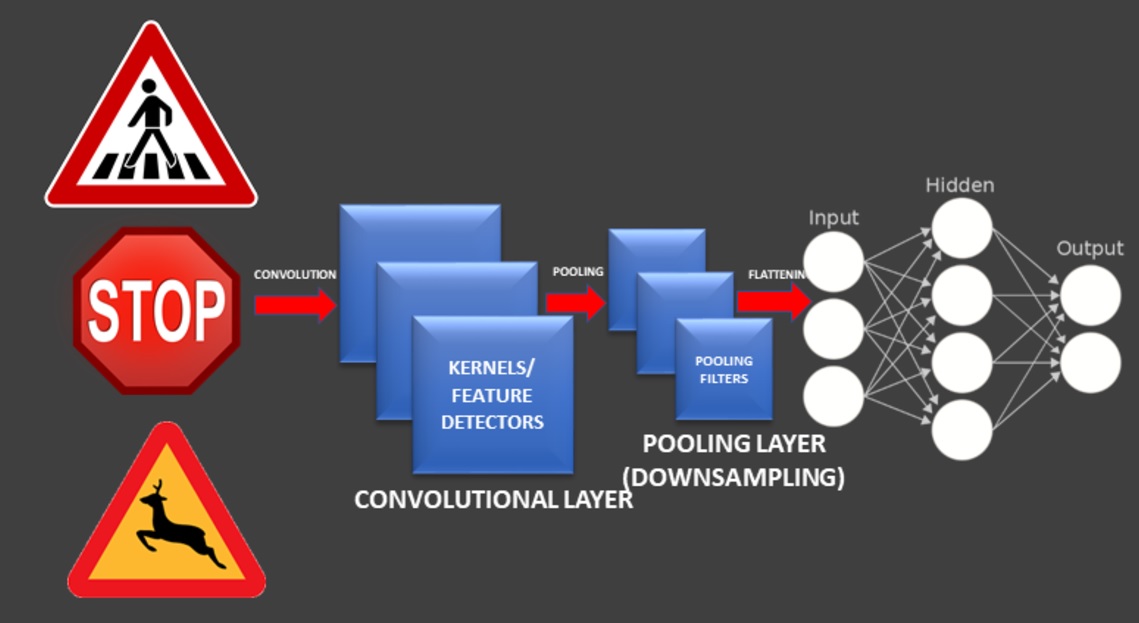 STOP
CONVOLUTION
KERNELS/
FEATURE
DETECTORS
CONVOLUTIONAL LAYER
POOLING
POOLING
FILTERS
POOLING LAYER
(DOWNSAMPLING)
FLATTENIN
Input
Hidden
Output